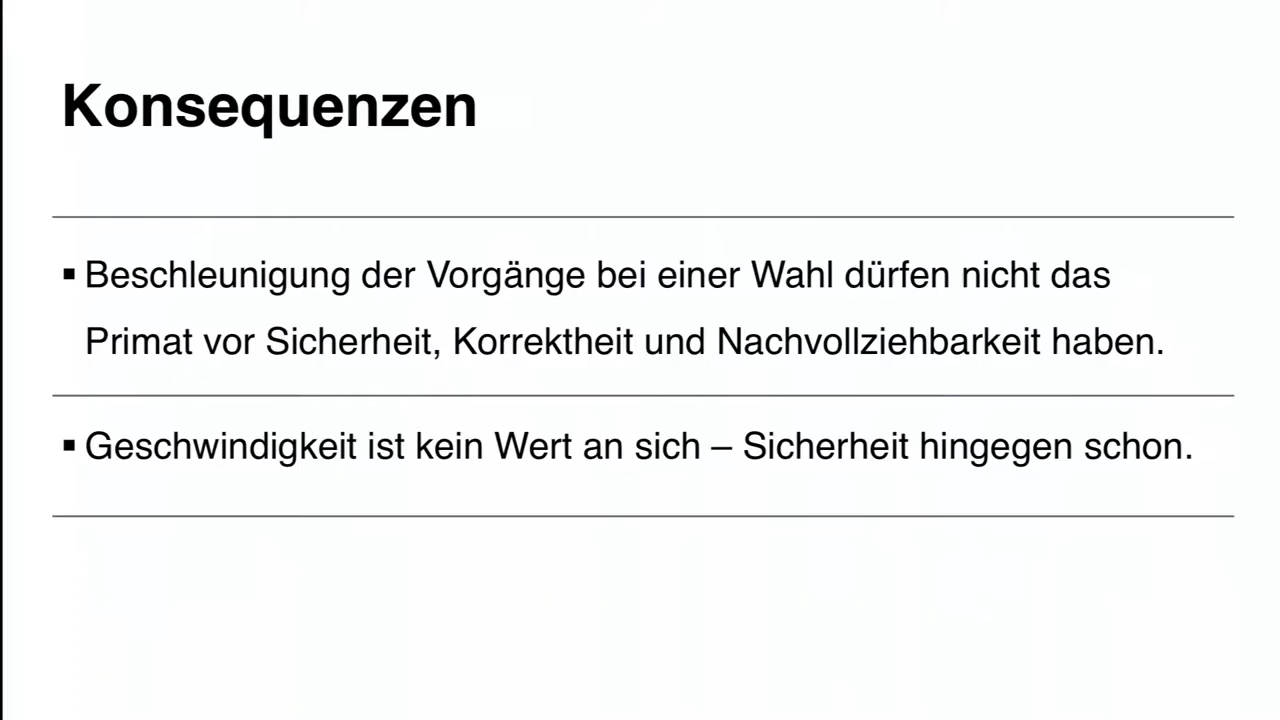 Konsequenzen
▪ Beschleunigung der Vorgänge bei einer Wahl dürfen nicht das
Primat vor Sicherheit, Korrektheit und Nachvollziehbarkeit haben.
▪ Geschwindigkeit ist kein Wert an sich – Sicherheit hingegen schon.